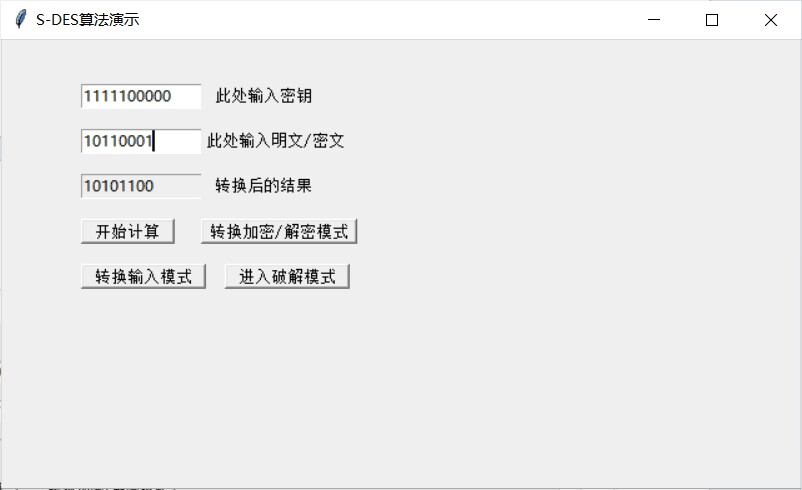 S-DES算法演示
1111100000 此处输入密钥
10110001 此处输入明文/密文
10101100 转换后的结果
开始计算 转换加密/解密模式
转换输入模式 进入破解模式